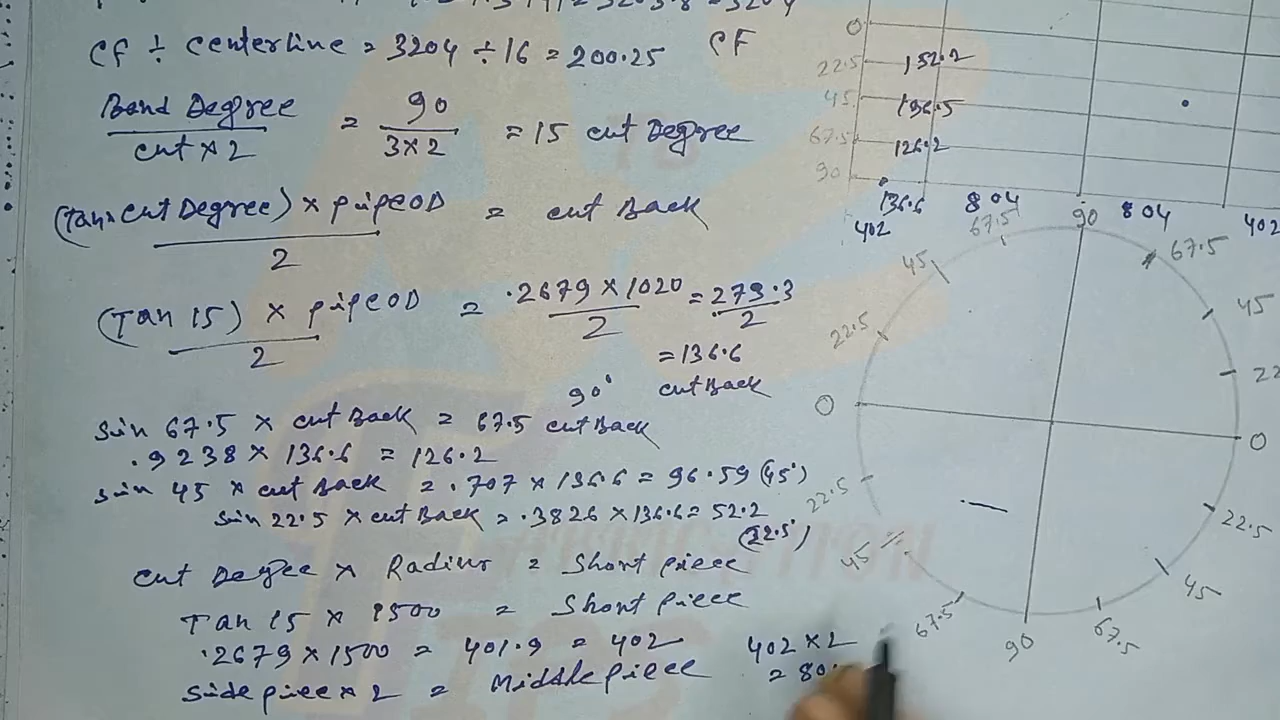 CF ÷ centerline = 3204 ÷ 16 = 200.25 CF
Bend Degree / cut × 2 = 90 / 3×2 = 15 cut Degree
(Tan × cut Degree) × pipe OD / 2 = cut Back
(Tan 15) × pipe OD / 2 = .2679 × 1020 / 2 = 279.3 / 2
= 136.6
90° cut Back
Sin 67.5 × cut Back = 67.5 cut Back
.9238 × 136.6 = 126.2
Sin 45 × cut Back = .707 × 136.6 = 96.59 (45°)
Sin 22.5 × cut Back = .3826 × 136.6 = 52.2
(22.5°)
Cut Degree × Radius = Short piece
Tan 15 × 1500 = Short piece
.2679 × 1500 = 401.9 = 402
402 × 2
= 80
Side piece × 2 = Middle piece
0
22.5 152.2
45 136.5
67.5 126.2
90 136.6
402 804 804 402
67.5 90 67.5
45 45
22.5 22
0 0
22.5 22.5
45 45
67.5 90 67.5